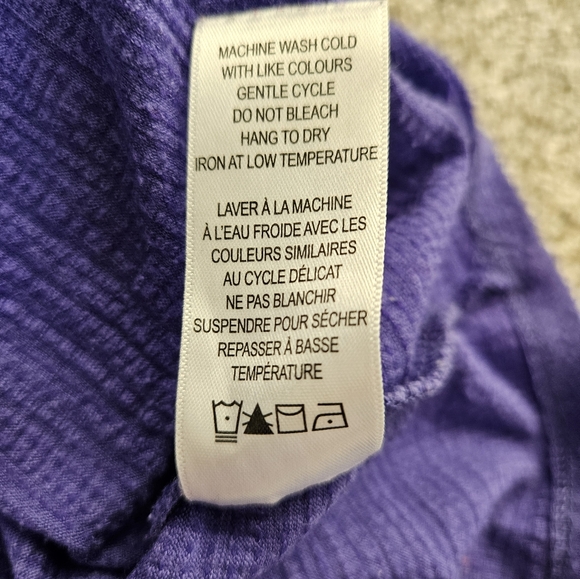 MACHINE WASH COLD
WITH LIKE COLOURS
GENTLE CYCLE
DO NOT BLEACH
HANG TO DRY
IRON AT LOW TEMPERATURE
LAVER À LA MACHINE
À L'EAU FROIDE AVEC LES
COULEURS SIMILAIRES
AU CYCLE DÉLICAT
NE PAS BLANCHIR
SUSPENDRE POUR SÉCHER
REPASSER À BASSE
TEMPÉRATURE